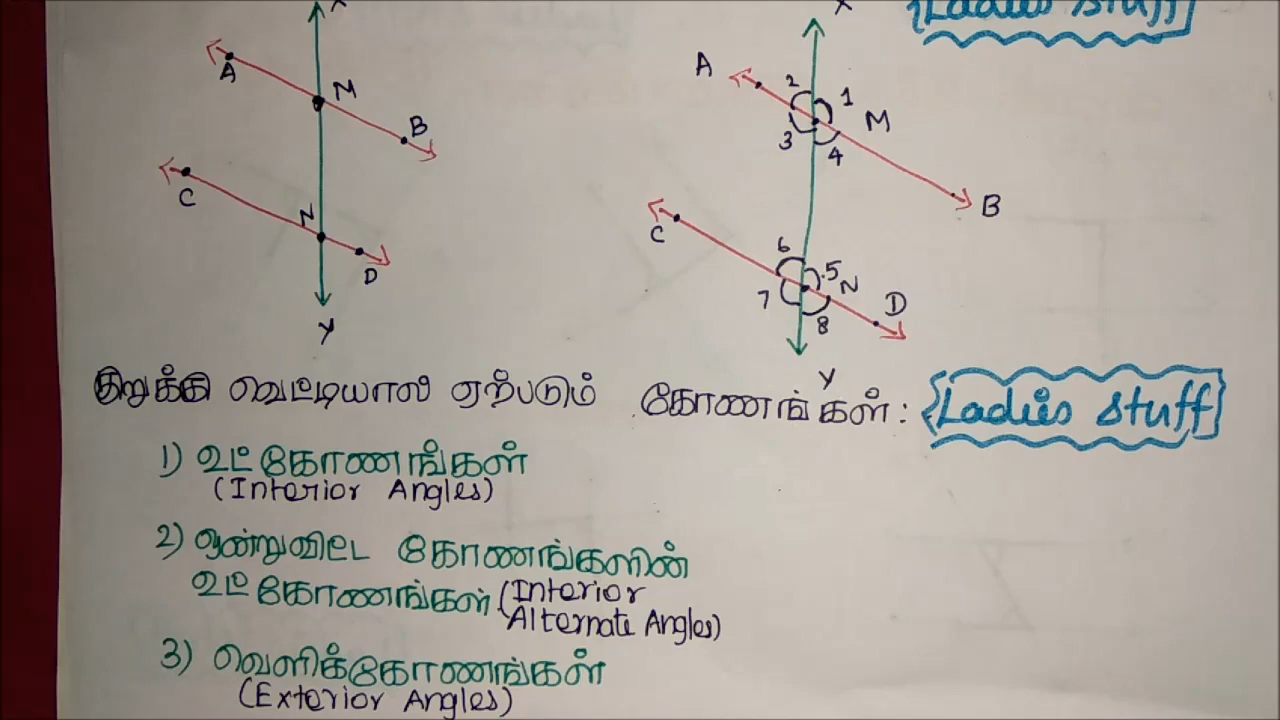 X
X
Ladies Stuff
A
M
B
C
N
D
Y
A
2
1
M
3
4
B
C
6
5
N
7
8
D
Y
குறுக்கு வெட்டியால் ஏற்படும் கோணங்கள் :
Ladies Stuff
1) உட்கோணங்கள்
(Interior Angles)
2) ஒன்றுவிட்ட கோணங்களின்
உட்கோணங்கள் (Interior
Alternate Angles)
3) வெளிக்கோணங்கள்
(Exterior Angles)